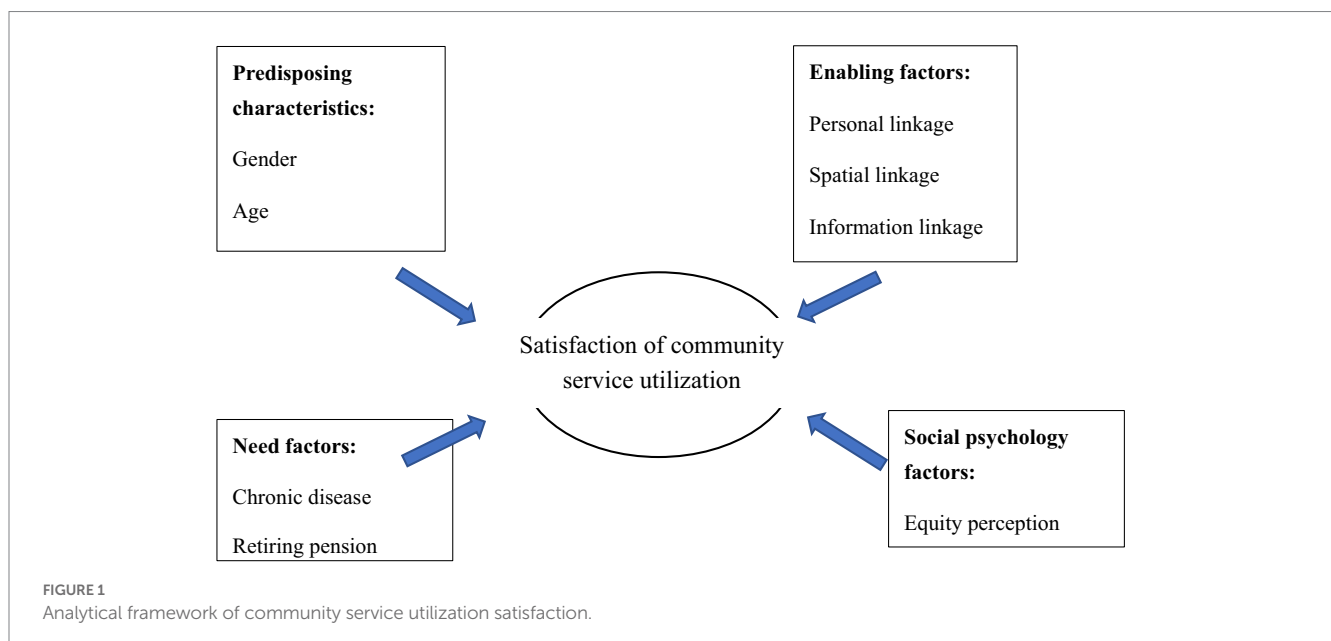 Predisposing
characteristics:
Gender
Age
Enabling factors:
Personal linkage
Spatial linkage
Information linkage
Satisfaction of community
service utilization
Need factors:
Chronic disease
Retiring pension
Social psychology
factors:
Equity perception
FIGURE 1
Analytical framework of community service utilization satisfaction.